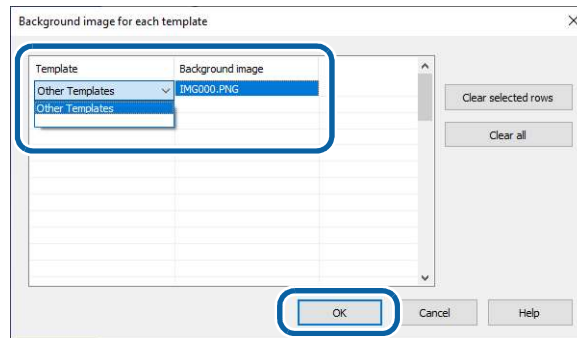 Background image for each template
Template Background image
Other Templates IMG000.PNG
Other Templates
Clear selected rows
Clear all
OK Cancel Help